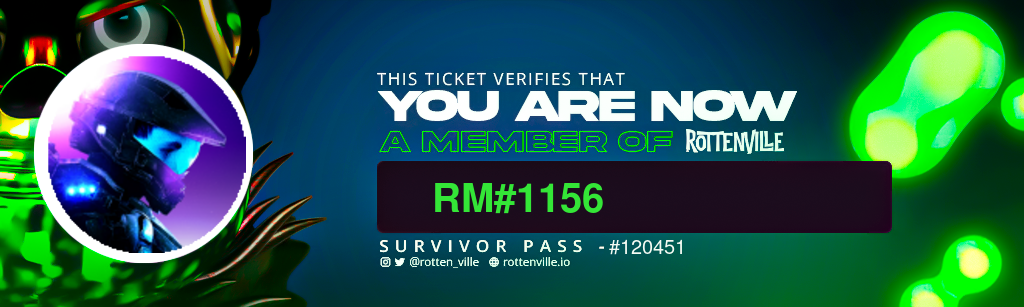 THIS TICKET VERIFIES THAT
YOU ARE NOW
A MEMBER OF ROTTENVILLE
RM#1156
SURVIVOR PASS - #120451
@rotten_ville rottenville.io